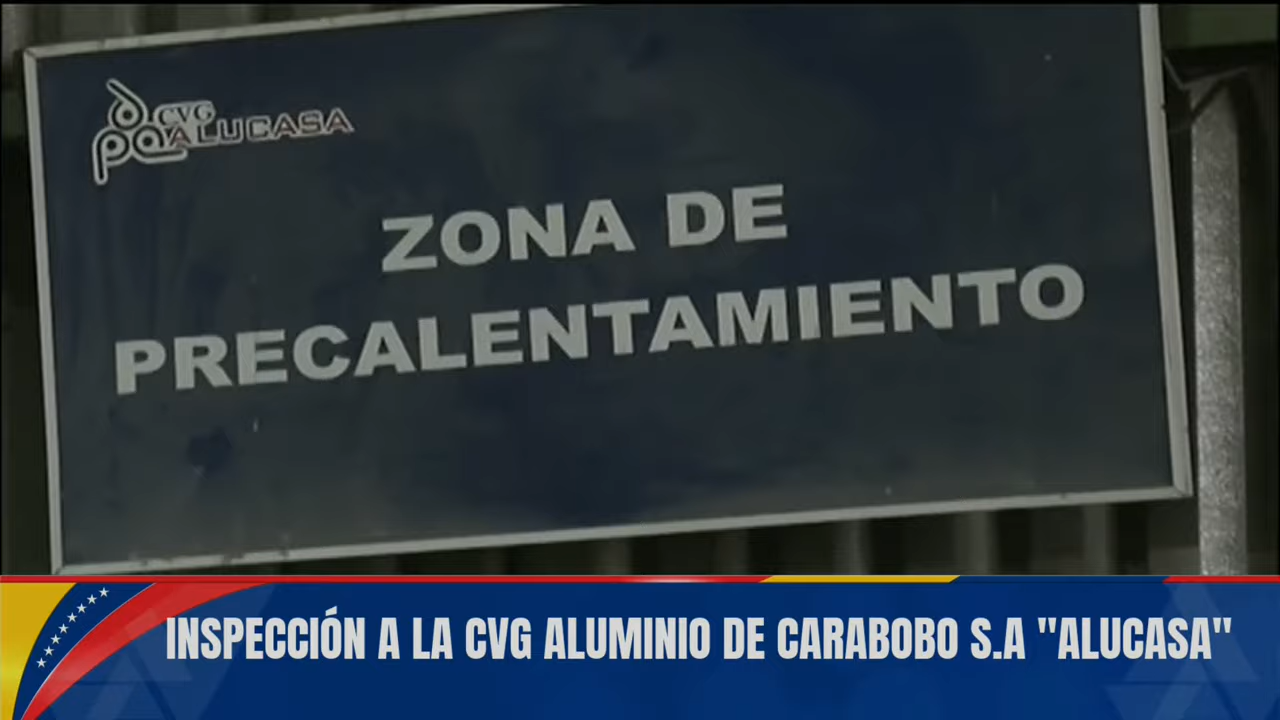 CVG
ALUCASA
ZONA DE
PRECALENTAMIENTO
INSPECCIÓN A LA CVG ALUMINIO DE CARABOBO S.A "ALUCASA"